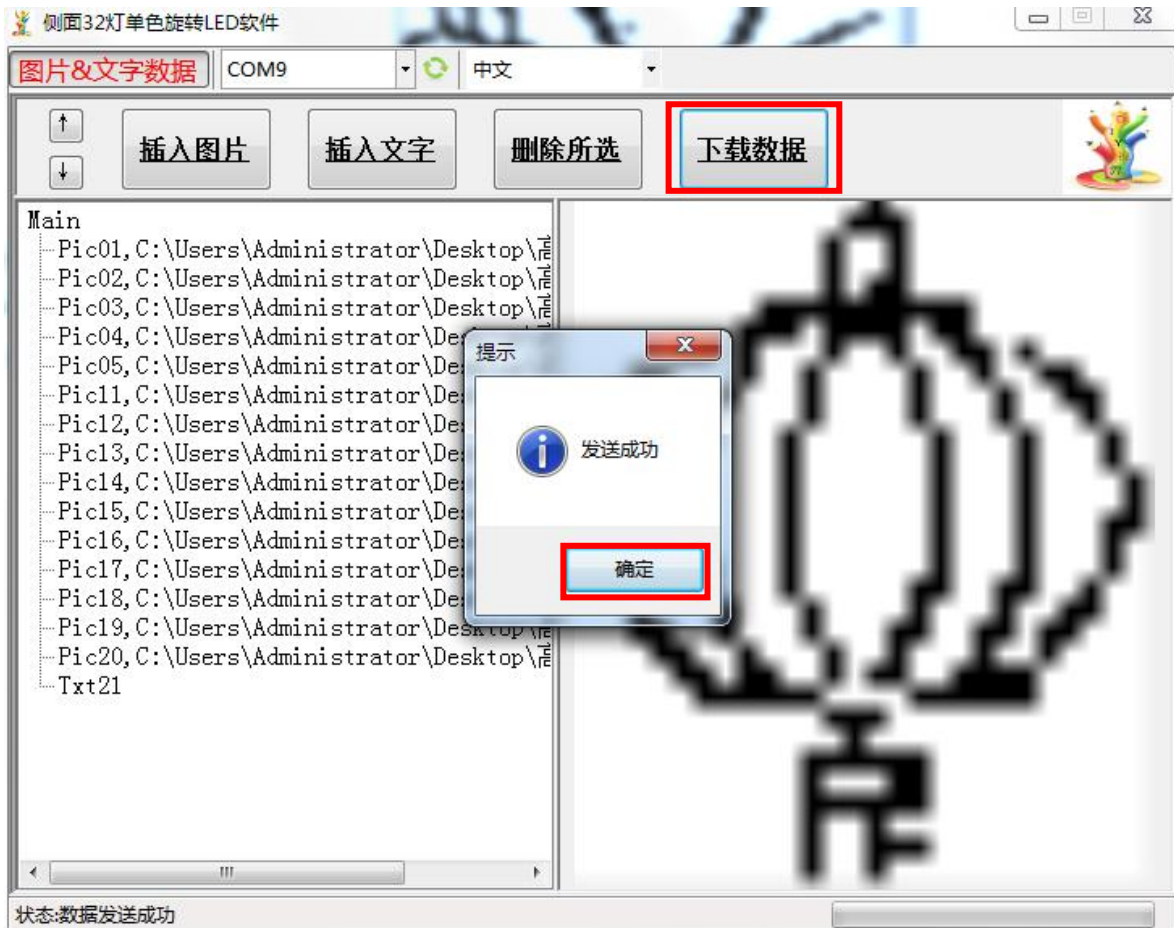 侧面32灯单色旋转LED软件
图片&文字数据 COM9 中文
↑
↓
插入图片 插入文字 删除所选 下载数据
Main
Pic01,C:\Users\Administrator\Desktop\高
Pic02,C:\Users\Administrator\Desktop\高
Pic03,C:\Users\Administrator\Desktop\高
Pic04,C:\Users\Administrator\De
Pic05,C:\Users\Administrator\De
Pic11,C:\Users\Administrator\De
Pic12,C:\Users\Administrator\De
Pic13,C:\Users\Administrator\De
Pic14,C:\Users\Administrator\De
Pic15,C:\Users\Administrator\De
Pic16,C:\Users\Administrator\De
Pic17,C:\Users\Administrator\De
Pic18,C:\Users\Administrator\De
Pic19,C:\Users\Administrator\Desktop\高
Pic20,C:\Users\Administrator\Desktop\高
Txt21
提示
发送成功
确定
状态:数据发送成功